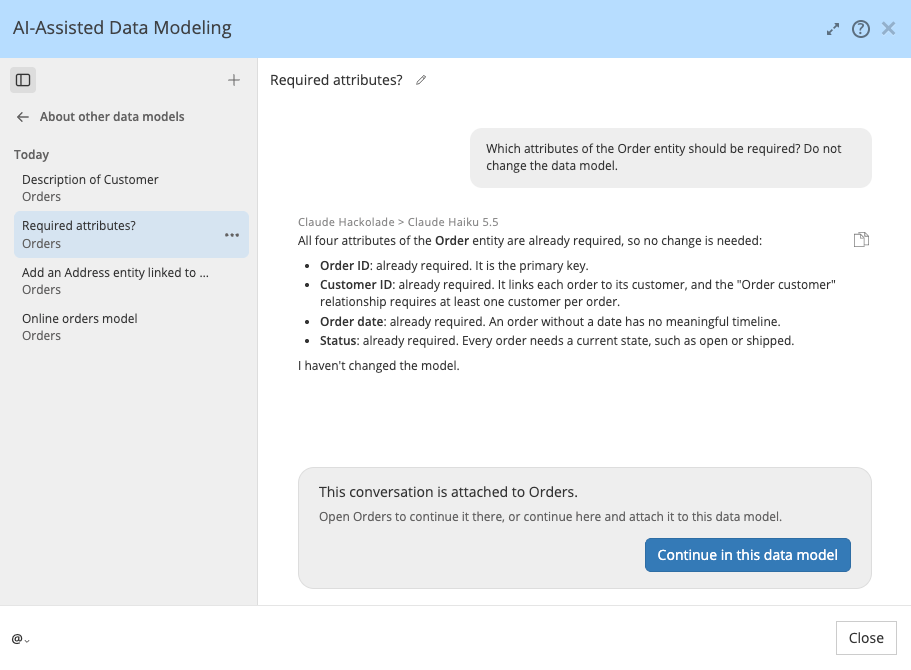 AI-Assisted Data Modeling
About other data models
Today
Description of Customer
Orders
Required attributes?
Orders
Add an Address entity linked to ...
Orders
Online orders model
Orders
Required attributes?
Which attributes of the Order entity should be required? Do not
change the data model.
Claude Hackolade > Claude Haiku 5.5
All four attributes of the Order entity are already required, so no change is needed:
• Order ID: already required. It is the primary key.
• Customer ID: already required. It links each order to its customer, and the "Order customer"
relationship requires at least one customer per order.
• Order date: already required. An order without a date has no meaningful timeline.
• Status: already required. Every order needs a current state, such as open or shipped.
I haven't changed the model.
This conversation is attached to Orders.
Open Orders to continue it there, or continue here and attach it to this data model.
Continue in this data model
@
Close